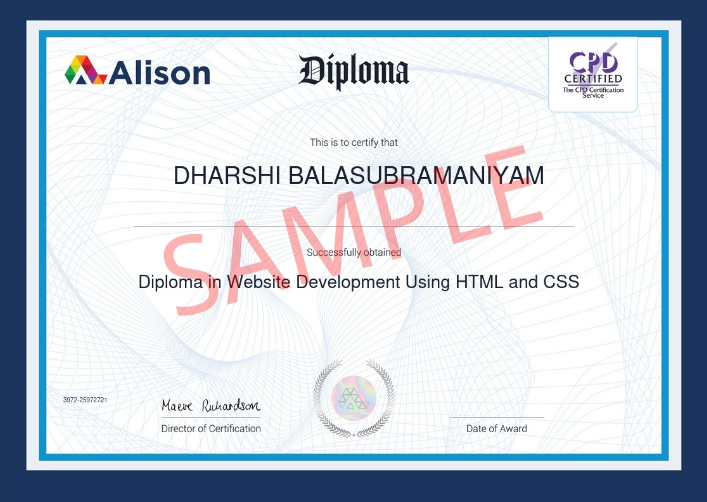 Alison
Diploma
CPD
CERTIFIED
The CPD Certification
Service
This is to certify that
DHARSHI BALASUBRAMANIYAM
SAMPLE
Successfully obtained
Diploma in Website Development Using HTML and CSS
3972-25972721
Maeve Richardson
Director of Certification
Date of Award